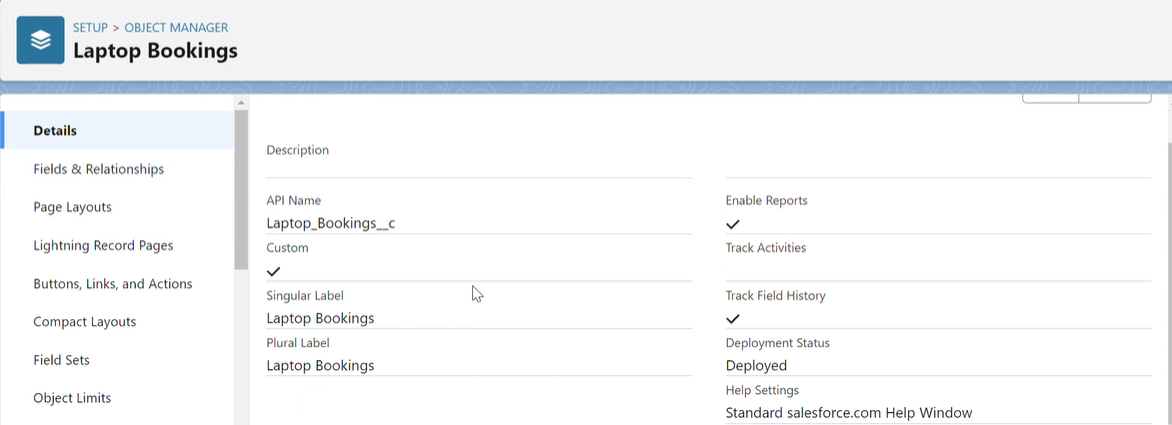 SETUP > OBJECT MANAGER
Laptop Bookings
Details
Fields & Relationships
Page Layouts
Lightning Record Pages
Buttons, Links, and Actions
Compact Layouts
Field Sets
Object Limits
Description
API Name
Laptop_Bookings__c
Custom
Singular Label
Laptop Bookings
Plural Label
Laptop Bookings
Enable Reports
Track Activities
Track Field History
Deployment Status
Deployed
Help Settings
Standard salesforce.com Help Window